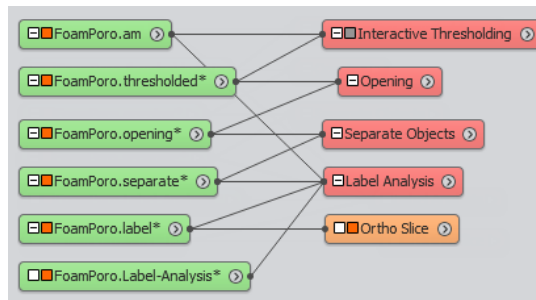 FoamPoro.am
Interactive Thresholding
FoamPoro.thresholded*
Opening
FoamPoro.opening*
Separate Objects
FoamPoro.separate*
Label Analysis
FoamPoro.label*
Ortho Slice
FoamPoro.Label-Analysis*